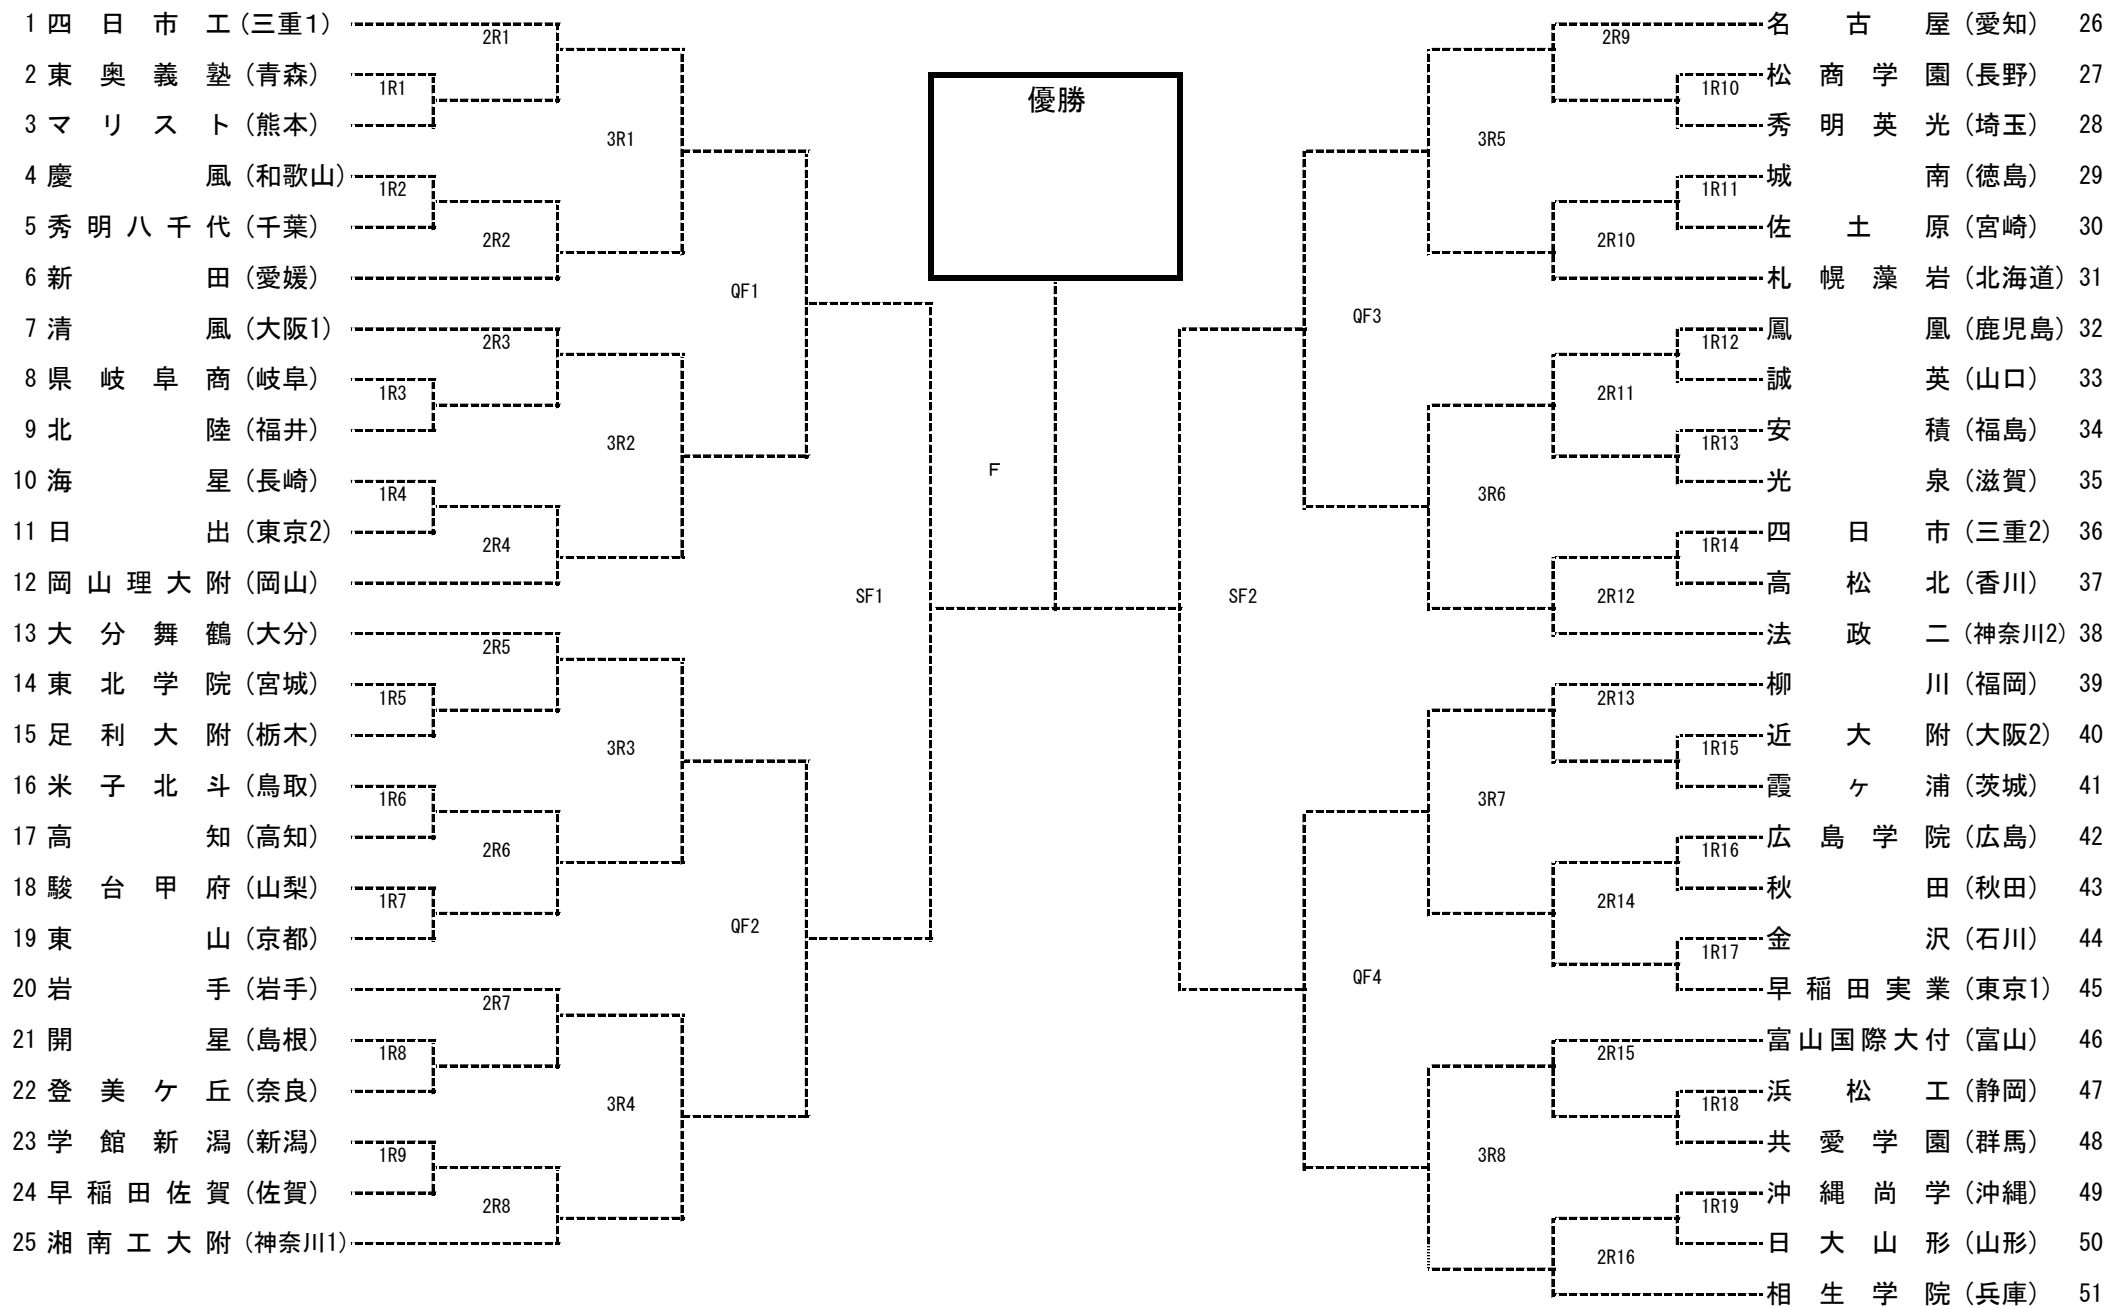 1 四日市工（三重１）
2R1
2 東奥義塾（青森）
1R1
3 マリスト（熊本）
3R1
4 慶風（和歌山）
1R2
5 秀明八千代（千葉）
2R2
6 新田（愛媛）
QF1
7 清風（大阪1）
2R3
8 県岐阜商（岐阜）
1R3
9 北陸（福井）
3R2
10 海星（長崎）
1R4
11 日出（東京2）
2R4
12 岡山理大附（岡山）
SF1
13 大分舞鶴（大分）
2R5
14 東北学院（宮城）
1R5
15 足利大附（栃木）
3R3
16 米子北斗（鳥取）
1R6
17 高知（高知）
2R6
18 駿台甲府（山梨）
1R7
19 東山（京都）
QF2
20 岩手（岩手）
2R7
21 開星（島根）
1R8
22 登美ケ丘（奈良）
3R4
23 学館新潟（新潟）
1R9
24 早稲田佐賀（佐賀）
2R8
25 湘南工大附（神奈川1）
優勝
Ｆ
名古屋（愛知） 26
2R9
松商学園（長野） 27
1R10
秀明英光（埼玉） 28
3R5
城南（徳島） 29
1R11
佐土原（宮崎） 30
2R10
札幌藻岩（北海道） 31
QF3
鳳凰（鹿児島） 32
1R12
誠英（山口） 33
2R11
安積（福島） 34
1R13
光泉（滋賀） 35
3R6
四日市（三重2） 36
1R14
高松北（香川） 37
2R12
SF2
法政二（神奈川2） 38
柳川（福岡） 39
2R13
近大附（大阪2） 40
1R15
霞ヶ浦（茨城） 41
3R7
広島学院（広島） 42
1R16
秋田（秋田） 43
2R14
金沢（石川） 44
1R17
QF4
早稲田実業（東京1） 45
富山国際大付（富山） 46
2R15
浜松工（静岡） 47
1R18
共愛学園（群馬） 48
3R8
沖縄尚学（沖縄） 49
1R19
日大山形（山形） 50
2R16
相生学院（兵庫） 51